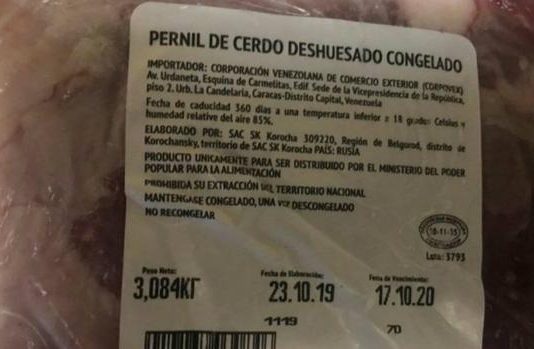 PERNIL DE CERDO DESHUESADO CONGELADO
IMPORTADOR: CORPORACIÓN VENEZOLANA DE COMERCIO EXTERIOR (CORPOVEX)
Av. Urdaneta, Esquina de Carmelitas, Edif. Sede de la Vicepresidencia de la República,
piso 2. Urb. La Candelaria, Caracas-Distrito Capital, Venezuela
Fecha de caducidad 360 días a una temperatura inferior a 18 grados Celsius y
humedad relative del aire 85%.
ELABORADO POR: SAC SK Korocha 309220, Región de Belgurod, distrito de
Korochansky, territorio de SAC SK Korocha PAÍS: RUSIA
PRODUCTO UNICAMENTE PARA SER DISTRIBUIDO POR EL MINISTERIO DEL PODER
POPULAR PARA LA ALIMENTACIÓN
PROHIBIDA SU EXTRACCIÓN DEL TERRITORIO NACIONAL
MANTENGASE CONGELADO, UNA VEZ DESCONGELADO
NO RECONGELAR
Lote: 3793
Peso Neto:
3,084КГ
Fecha de Elaboración:
23.10.19
1119
Fecha de Vencimiento:
17.10.20
70